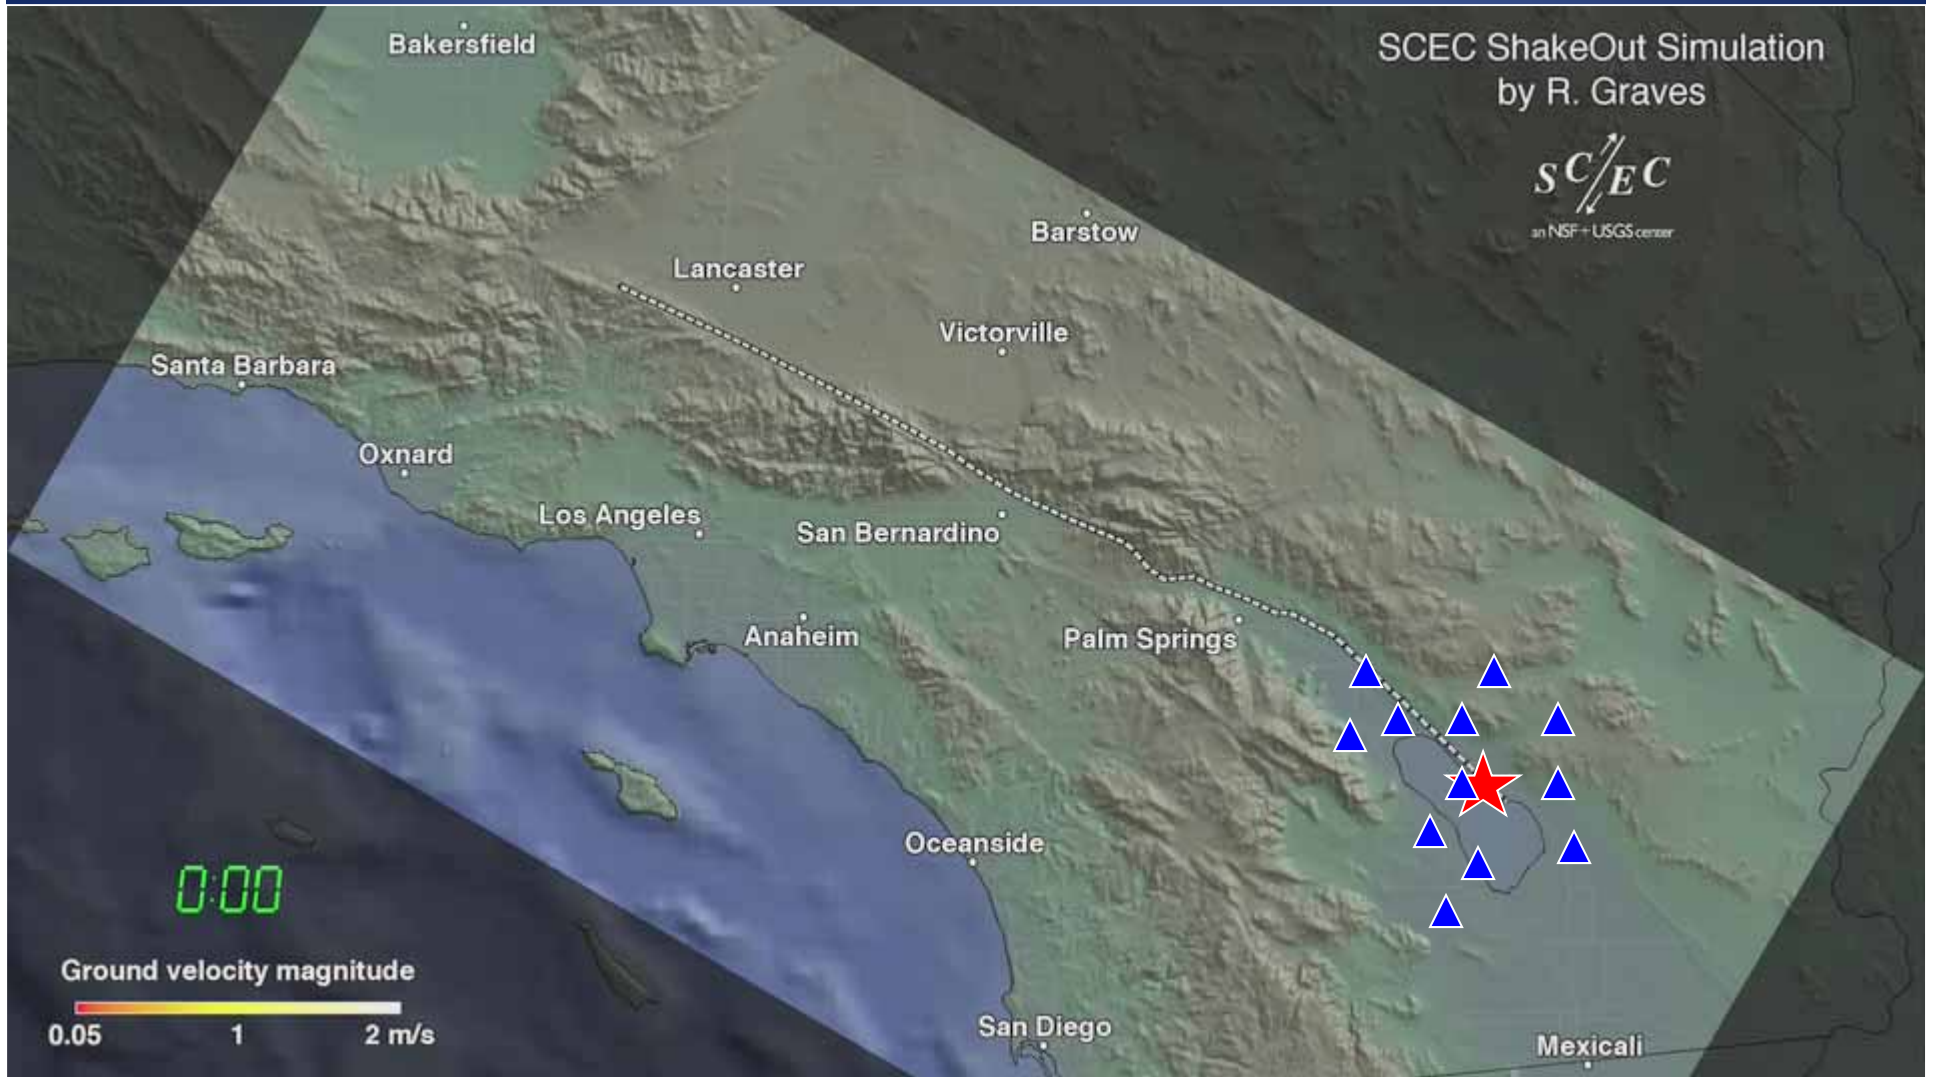 Bakersfield
SCEC ShakeOut Simulation
by R. Graves
S C E C
an NSF+USGS center
Barstow
Lancaster
Victorville
Santa Barbara
Oxnard
Los Angeles
San Bernardino
Anaheim
Palm Springs
Oceanside
0:00
Ground velocity magnitude
0.05 1 2 m/s
San Diego
Mexicali